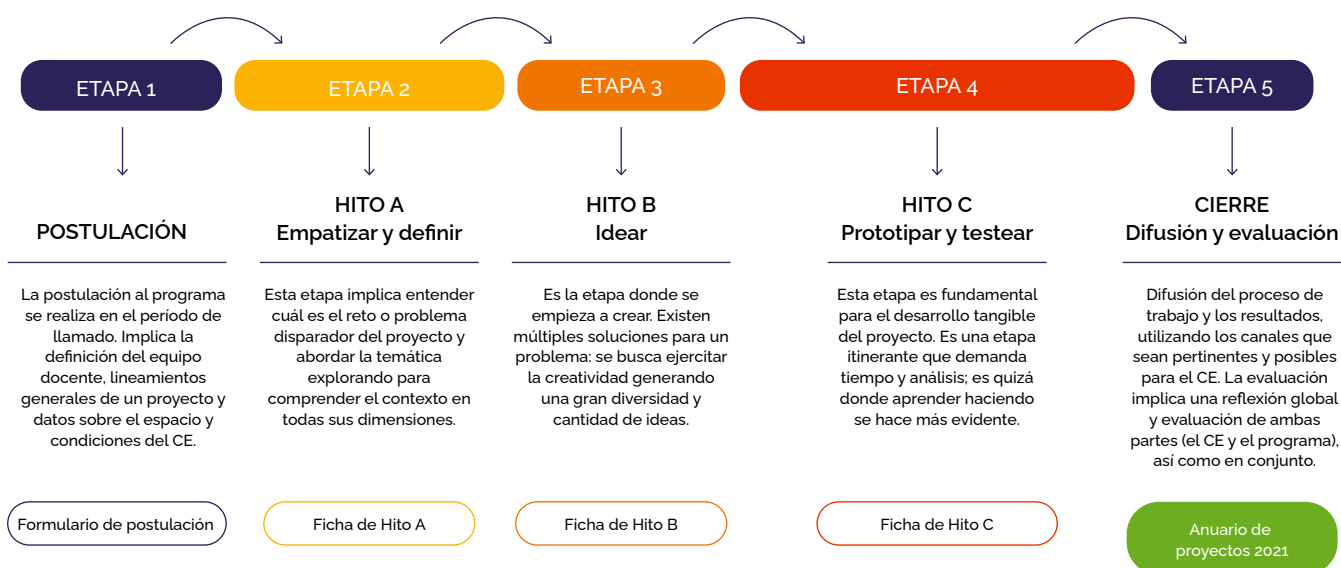 ETAPA 1
ETAPA 2
ETAPA 3
ETAPA 4
ETAPA 5
POSTULACIÓN
La postulación al programa
se realiza en el período de
llamado. Implica la
definición del equipo
docente, lineamientos
generales de un proyecto y
datos sobre el espacio y
condiciones del CE.
Formulario de postulación
HITO A
Empatizar y definir
Esta etapa implica entender
cuál es el reto o problema
disparador del proyecto y
abordar la temática
explorando para
comprender el contexto en
todas sus dimensiones.
Ficha de Hito A
HITO B
Idear
Es la etapa donde se
empieza a crear. Existen
múltiples soluciones para un
problema: se busca ejercitar
la creatividad generando
una gran diversidad y
cantidad de ideas.
Ficha de Hito B
HITO C
Prototipar y testear
Esta etapa es fundamental
para el desarrollo tangible
del proyecto. Es una etapa
itinerante que demanda
tiempo y análisis; es quizá
donde aprender haciendo
se hace más evidente.
Ficha de Hito C
CIERRE
Difusión y evaluación
Difusión del proceso de
trabajo y los resultados,
utilizando los canales que
sean pertinentes y posibles
para el CE. La evaluación
implica una reflexión global
y evaluación de ambas
partes (el CE y el programa),
así como en conjunto.
Anuario de
proyectos 2021